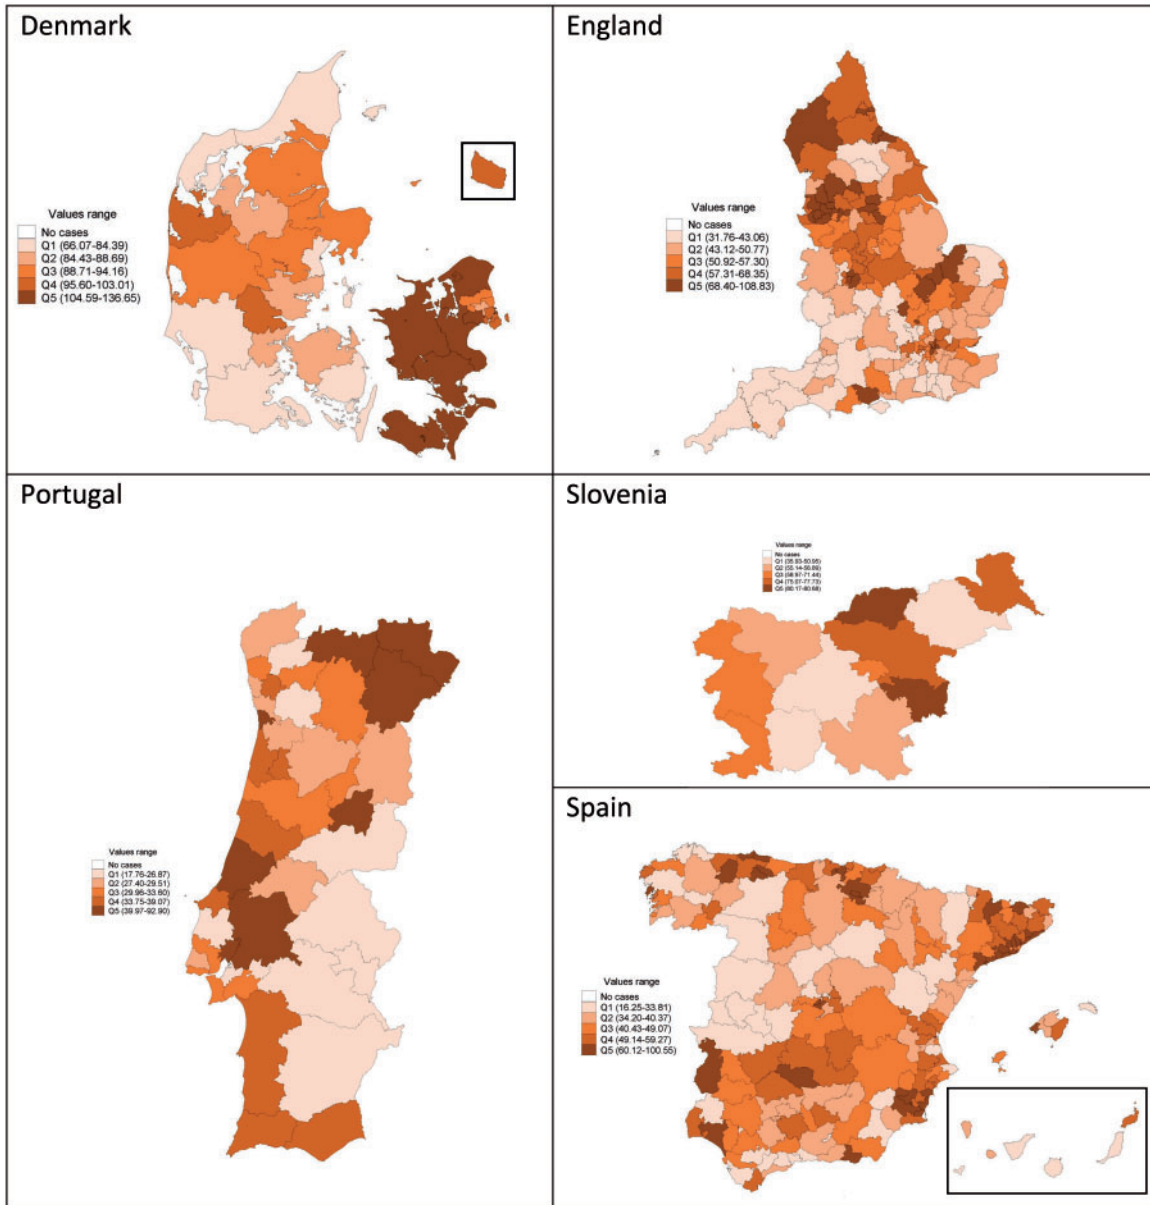 Denmark
Values range
No cases
Q1 (66.07-84.39)
Q2 (84.43-88.69)
Q3 (88.71-94.16)
Q4 (95.60-103.01)
Q5 (104.59-136.65)
England
Values range
No cases
Q1 (31.76-43.06)
Q2 (43.12-50.77)
Q3 (50.92-57.30)
Q4 (57.31-68.35)
Q5 (68.40-108.83)
Portugal
Values range
No cases
Q1 (17.76-26.87)
Q2 (27.40-29.51)
Q3 (29.96-33.60)
Q4 (33.75-39.07)
Q5 (39.97-92.90)
Slovenia
Values range
No cases
Q1
Q2
Q3
Q4
Q5
Spain
Values range
No cases
Q1 (16.25-33.81)
Q2 (34.20-40.37)
Q3 (40.43-49.07)
Q4 (49.14-59.27)
Q5 (60.12-100.55)